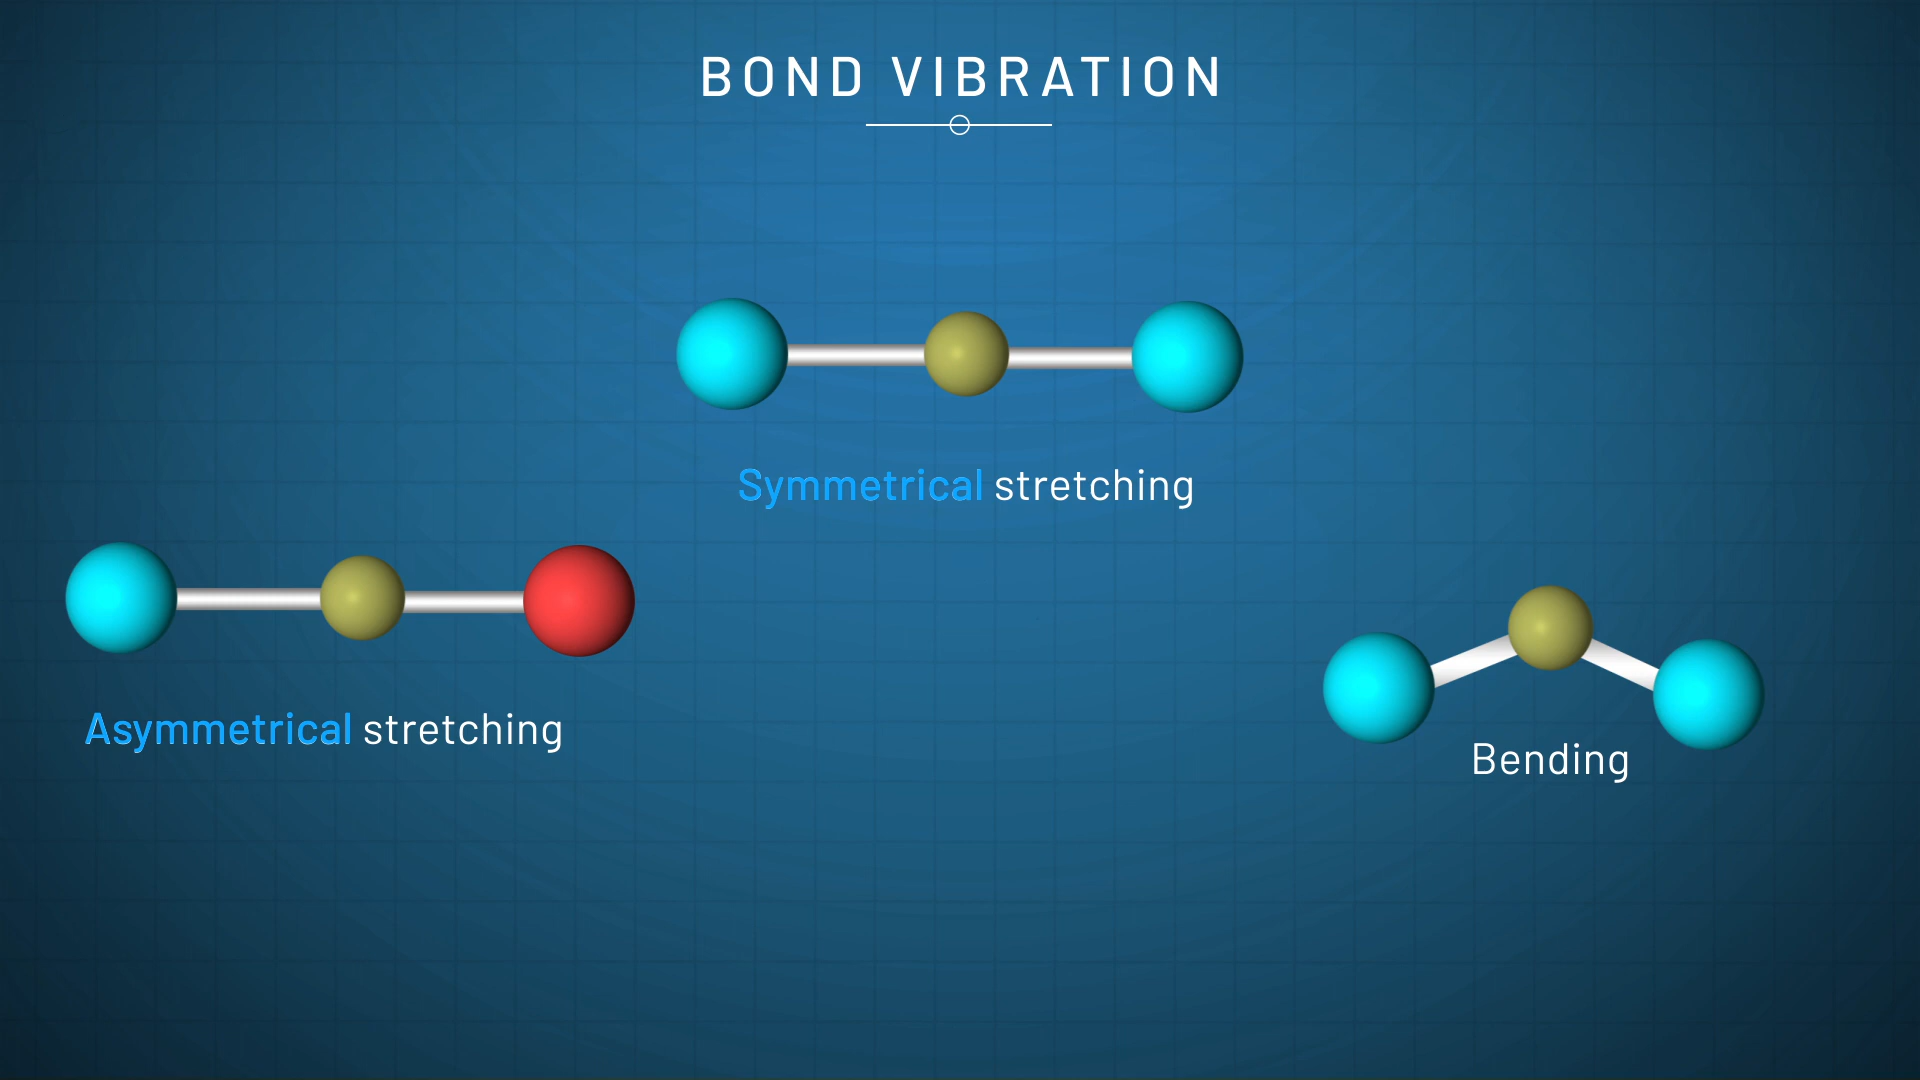 BOND VIBRATION
Symmetrical stretching
Asymmetrical stretching
Bending